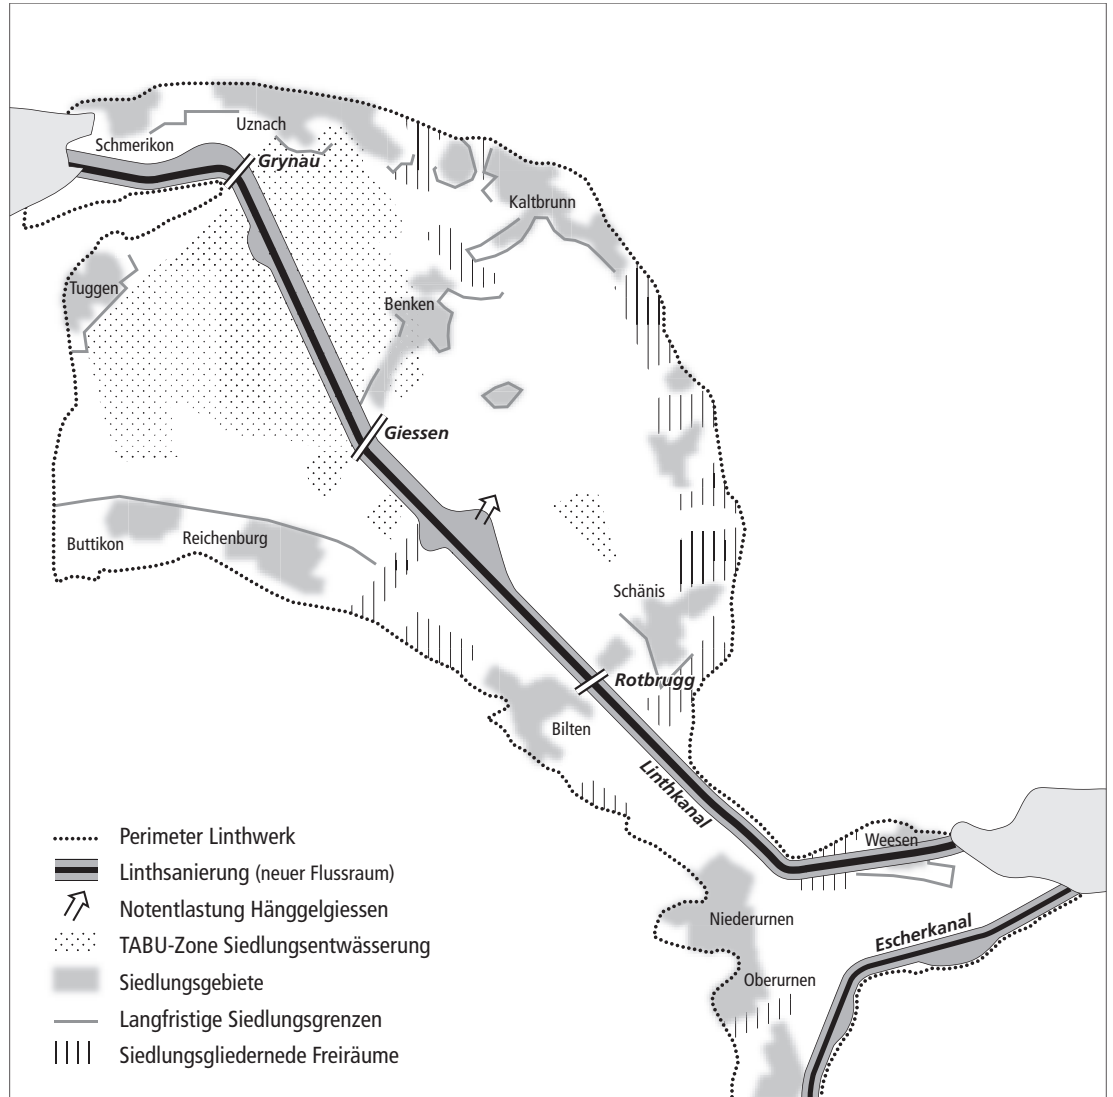 Schmerikon
Uznach
Grynau
Kaltbrunn
Tuggen
Benken
Giessen
Buttikon
Reichenburg
Schänis
Rotbrugg
Bilten
Linthkanal
Weesen
Niederurnen
Escherkanal
Oberurnen
Perimeter Linthwerk
Linthsanierung (neuer Flussraum)
Notentlastung Hänggelgiessen
TABU-Zone Siedlungsentwässerung
Siedlungsgebiete
Langfristige Siedlungsgrenzen
Siedlungsgliedernede Freiräume